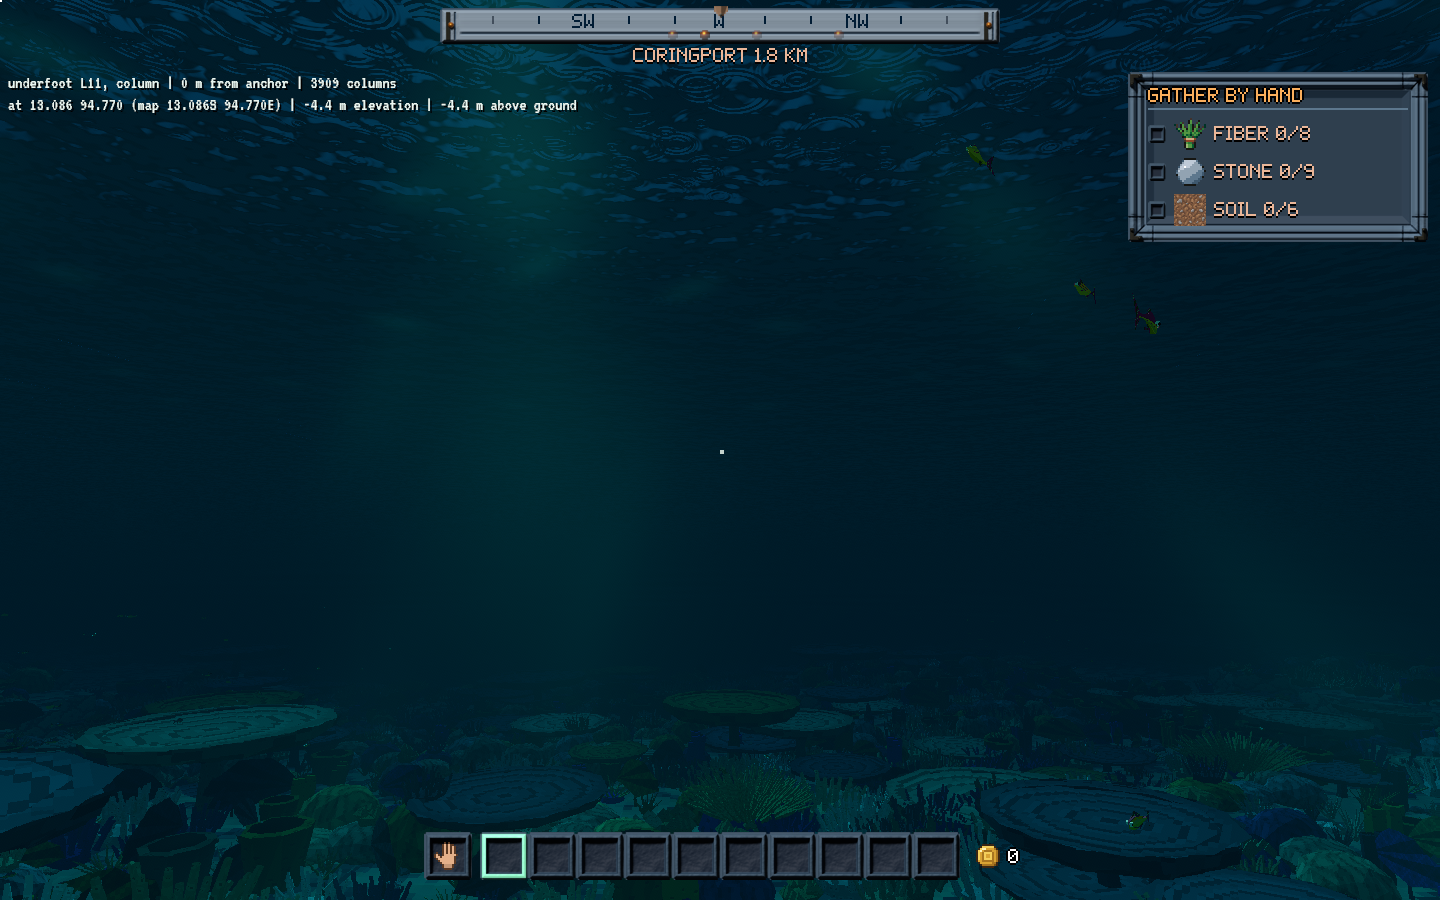 SW W NW
CORINGPORT 1.8 KM
underfoot L11, column | 0 m from anchor | 3909 columns
at 13.086 94.770 (map 13.086S 94.770E) | -4.4 m elevation | -4.4 m above ground
GATHER BY HAND
FIBER 0/8
STONE 0/9
SOIL 0/6
0